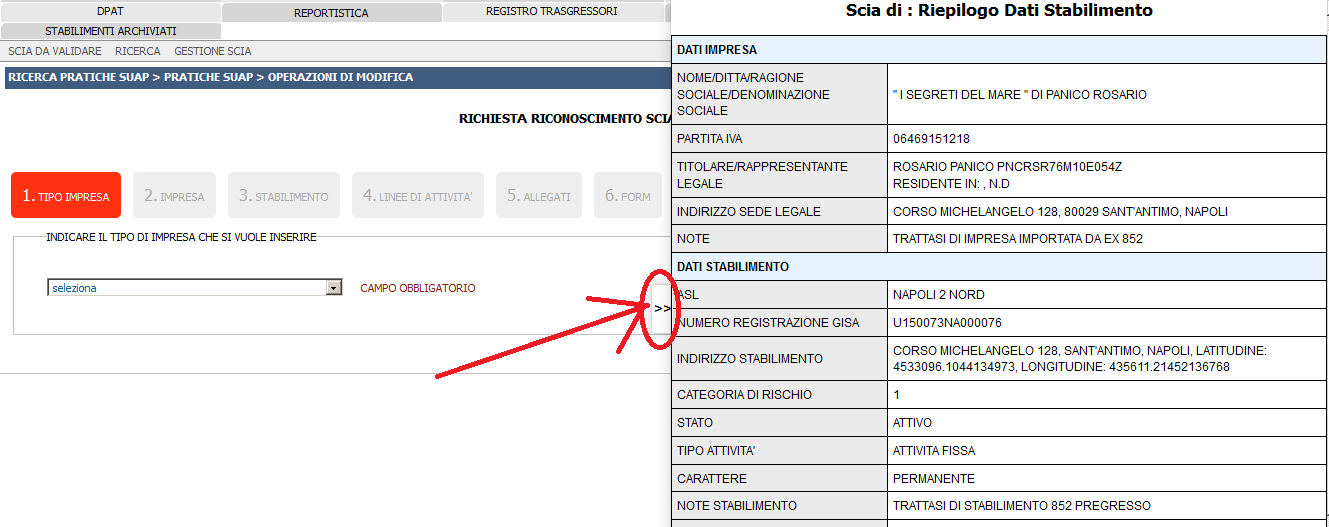 DPAT
REPORTISTICA
REGISTRO TRASGRESSORI
STABILIMENTI ARCHIVIATI
SCIA DA VALIDARE RICERCA GESTIONE SCIA
RICERCA PRATICHE SUAP > PRATICHE SUAP > OPERAZIONI DI MODIFICA
RICHIESTA RICONOSCIMENTO SCIA
1. TIPO IMPRESA
2. IMPRESA
3. STABILIMENTO
4. LINEE DI ATTIVITA'
5. ALLEGATI
6. FORM
INDICARE IL TIPO DI IMPRESA CHE SI VUOLE INSERIRE
seleziona
CAMPO OBBLIGATORIO
>>
Scia di : Riepilogo Dati Stabilimento
DATI IMPRESA
NOME/DITTA/RAGIONE
SOCIALE/DENOMINAZIONE
SOCIALE
" I SEGRETI DEL MARE " DI PANICO ROSARIO
PARTITA IVA
06469151218
TITOLARE/RAPPRESENTANTE
LEGALE
ROSARIO PANICO PNCRSR76M10E054Z
RESIDENTE IN: , N.D
INDIRIZZO SEDE LEGALE
CORSO MICHELANGELO 128, 80029 SANT'ANTIMO, NAPOLI
NOTE
TRATTASI DI IMPRESA IMPORTATA DA EX 852
DATI STABILIMENTO
ASL
NAPOLI 2 NORD
NUMERO REGISTRAZIONE GISA
U150073NA000076
INDIRIZZO STABILIMENTO
CORSO MICHELANGELO 128, SANT'ANTIMO, NAPOLI, LATITUDINE:
4533096.1044134973, LONGITUDINE: 435611.21452136768
CATEGORIA DI RISCHIO
1
STATO
ATTIVO
TIPO ATTIVITA'
ATTIVITA FISSA
CARATTERE
PERMANENTE
NOTE STABILIMENTO
TRATTASI DI STABILIMENTO 852 PREGRESSO